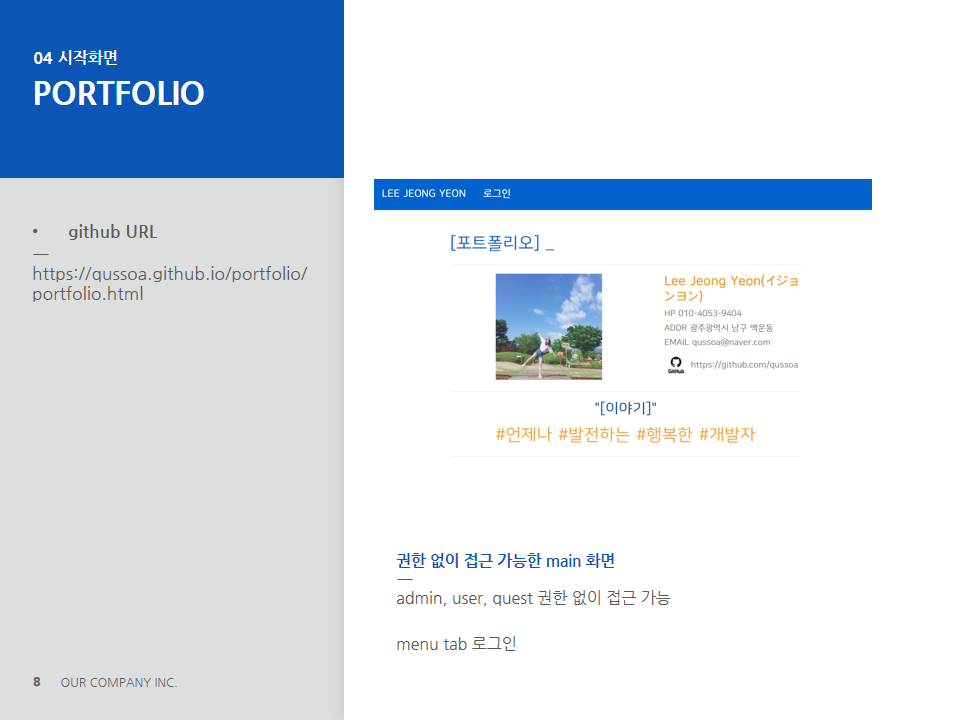 04 시작화면
PORTFOLIO
• github URL
—
https://qussoa.github.io/portfolio/
portfolio.html
LEE JEONG YEON 로그인
[포트폴리오] _
Lee Jeong Yeon(イジョ
ンヨン)
HP 010-4053-9404
ADDR 광주광역시 남구 백운동
EMAIL qussoa@naver.com
GitHub https://github.com/qussoa
"[이야기]"
#언제나 #발전하는 #행복한 #개발자
권한 없이 접근 가능한 main 화면
—
admin, user, quest 권한 없이 접근 가능
menu tab 로그인
8 OUR COMPANY INC.